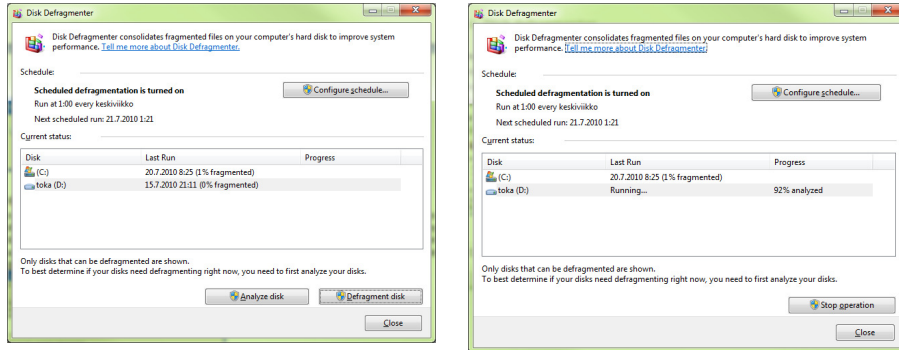 Disk Defragmenter
Disk Defragmenter consolidates fragmented files on your computer's hard disk to improve system
performance. Tell me more about Disk Defragmenter.
Schedule:
Scheduled defragmentation is turned on
Configure schedule...
Run at 1:00 every keskiviikko
Next scheduled run: 21.7.2010 1:21
Current status:
Disk Last Run Progress
(C:) 20.7.2010 8:25 (1% fragmented)
toka (D:) 15.7.2010 21:11 (0% fragmented)
Only disks that can be defragmented are shown.
To best determine if your disks need defragmenting right now, you need to first analyze your disks.
Analyze disk Defragment disk
Close
Disk Defragmenter
Disk Defragmenter consolidates fragmented files on your computer's hard disk to improve system
performance. Tell me more about Disk Defragmenter.
Schedule:
Scheduled defragmentation is turned on
Configure schedule...
Run at 1:00 every keskiviikko
Next scheduled run: 21.7.2010 1:21
Current status:
Disk Last Run Progress
(C:) 20.7.2010 8:25 (1% fragmented)
toka (D:) Running... 92% analyzed
Only disks that can be defragmented are shown.
To best determine if your disks need defragmenting right now, you need to first analyze your disks.
Stop operation
Close